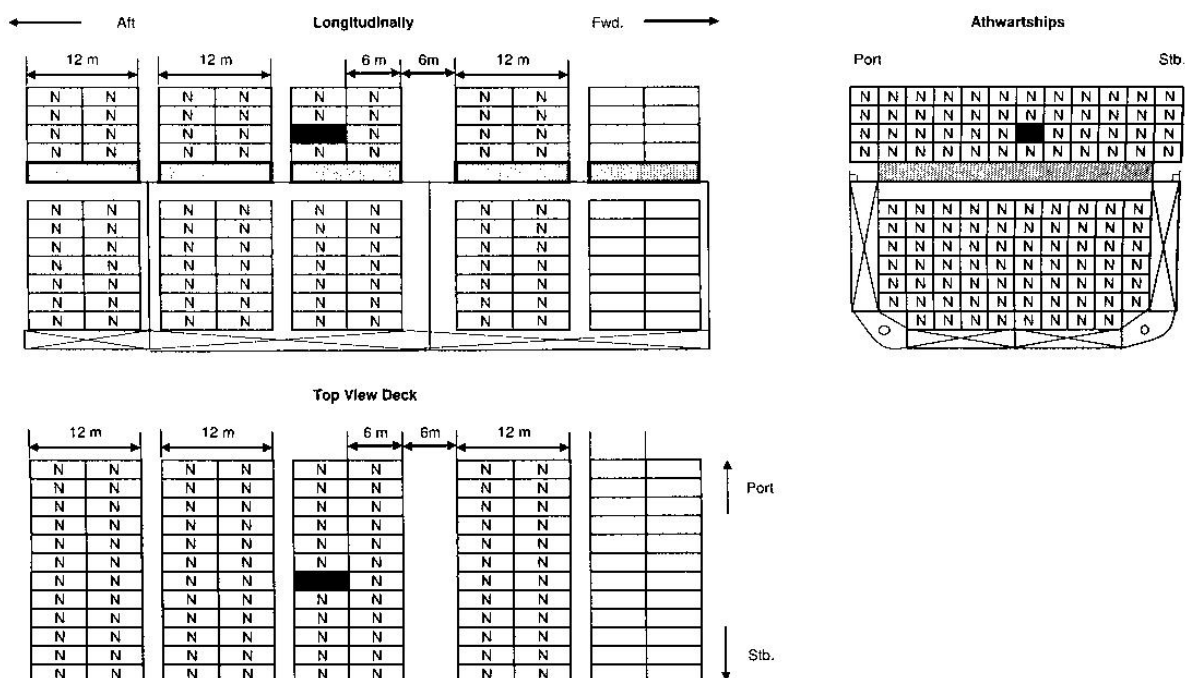 Aft Longitudinally Fwd.
12 m 12 m 6 m 6m 12 m
N N N N N N N N
N N N N N N N N
N N N N N N N
N N N N N N N N
N N N N N N N N
N N N N N N N N
N N N N N N N N
N N N N N N N N
N N N N N N N N
N N N N N N N N
N N N N N N N N
Athwartships
Port Stb.
N N N N N N N N N N N N
N N N N N N N N N N N N
N N N N N N N N N N N
N N N N N N N N N N N N
N N N N N N N N N N
N N N N N N N N N N
N N N N N N N N N N
N N N N N N N N N N
N N N N N N N N N N
N N N N N N N N N N
N N N N N N N N
Top View Deck
12 m 12 m 6 m 6m 12 m
N N N N N N N N
N N N N N N N N
Port
N N N N N N N N
N N N N N N N N
N N N N N N N N
N N N N N N N N
N N N N N N N
N N N N N N N N
N N N N N N N N
N N N N N N N N
N N N N N N N N
Stb.
N N N N N N N N